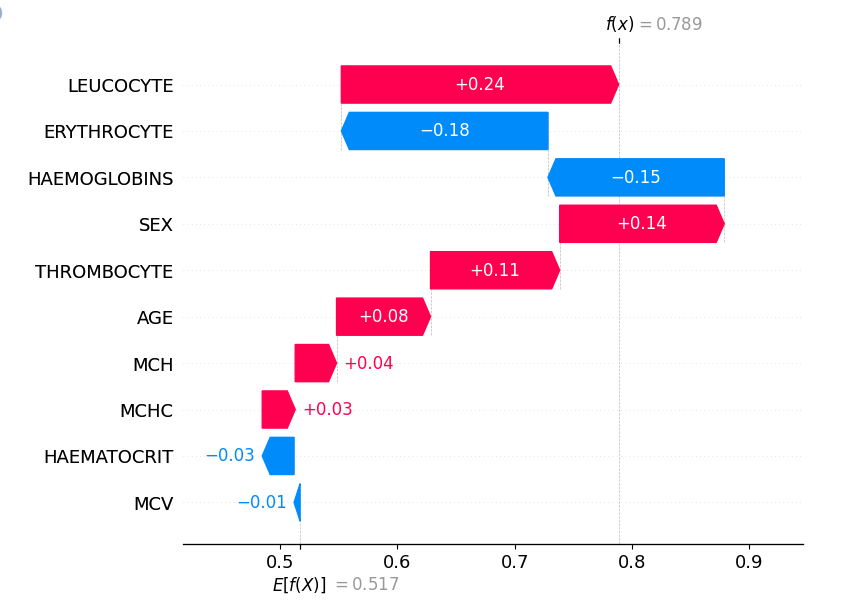 f(x) = 0.789
LEUCOCYTE +0.24
ERYTHROCYTE −0.18
HAEMOGLOBINS −0.15
SEX +0.14
THROMBOCYTE +0.11
AGE +0.08
MCH +0.04
MCHC +0.03
HAEMATOCRIT −0.03
MCV −0.01
0.5 0.6 0.7 0.8 0.9
E[f(X)] = 0.517